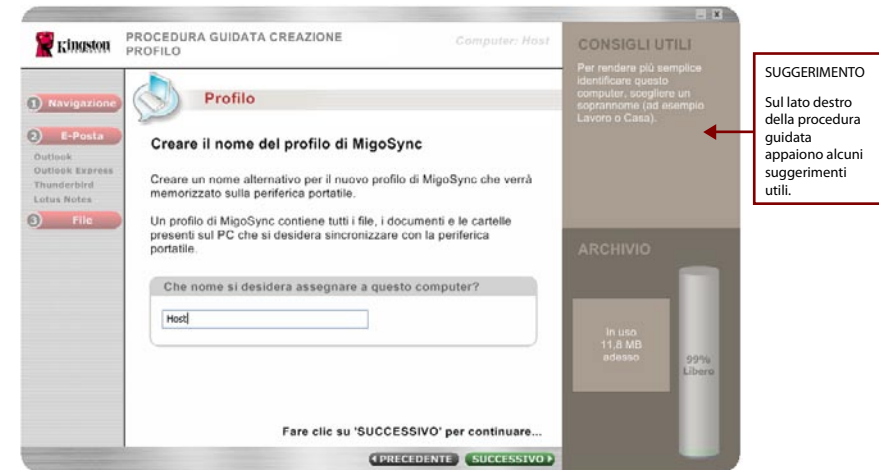 Kingston
PROCEDURA GUIDATA CREAZIONE
PROFILO
Computer: Host
1 Navigazione
2 E-Posta
Outlook
Outlook Express
Thunderbird
Lotus Notes
3 File
Profilo
Creare il nome del profilo di MigoSync
Creare un nome alternativo per il nuovo profilo di MigoSync che verrà
memorizzato sulla periferica portatile.
Un profilo di MigoSync contiene tutti i file, i documenti e le cartelle
presenti sul PC che si desidera sincronizzare con la periferica
portatile.
Che nome si desidera assegnare a questo computer?
Host
Fare clic su 'SUCCESSIVO' per continuare...
PRECEDENTE
SUCCESSIVO
CONSIGLI UTILI
Per rendere più semplice
identificare questo
computer, scegliere un
soprannome (ad esempio
Lavoro o Casa).
ARCHIVIO
In uso
11,8 MB
adesso
99%
Libero
SUGGERIMENTO
Sul lato destro
della procedura
guidata
appaiono alcuni
suggerimenti
utili.